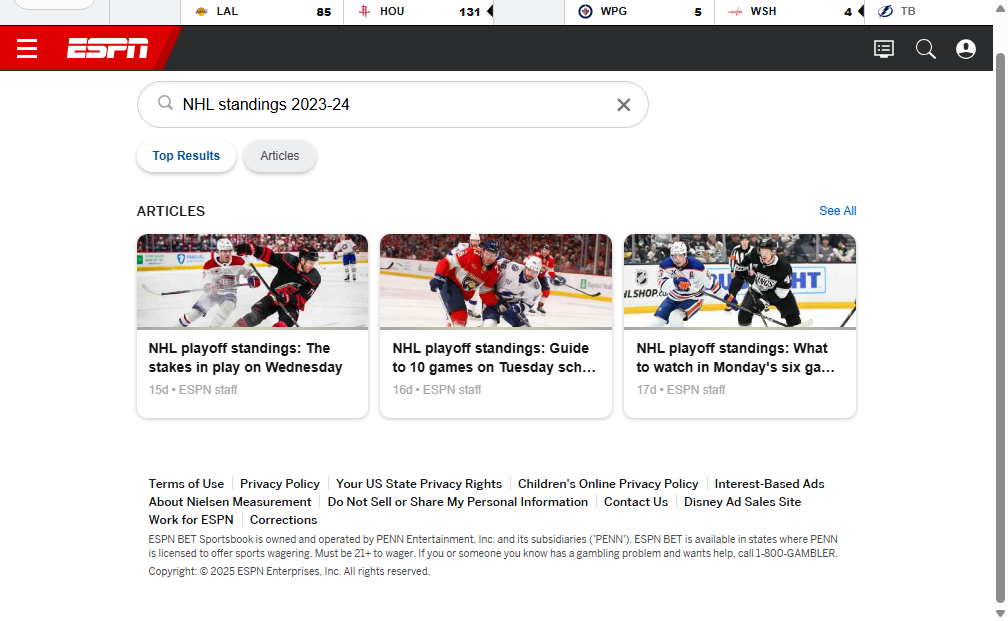 LAL 85 HOU 131 WPG 5 WSH 4 TB
ESPN
NHL standings 2023-24
Top Results Articles
ARTICLES See All
NHL playoff standings: The
stakes in play on Wednesday
15d • ESPN staff
NHL playoff standings: Guide
to 10 games on Tuesday sch...
16d • ESPN staff
NHL playoff standings: What
to watch in Monday's six ga...
17d • ESPN staff
Terms of Use Privacy Policy Your US State Privacy Rights Children's Online Privacy Policy Interest-Based Ads
About Nielsen Measurement Do Not Sell or Share My Personal Information Contact Us Disney Ad Sales Site
Work for ESPN Corrections
ESPN BET Sportsbook is owned and operated by PENN Entertainment, Inc. and its subsidiaries ('PENN'). ESPN BET is available in states where PENN
is licensed to offer sports wagering. Must be 21+ to wager. If you or someone you know has a gambling problem and wants help, call 1-800-GAMBLER.
Copyright: © 2025 ESPN Enterprises, Inc. All rights reserved.